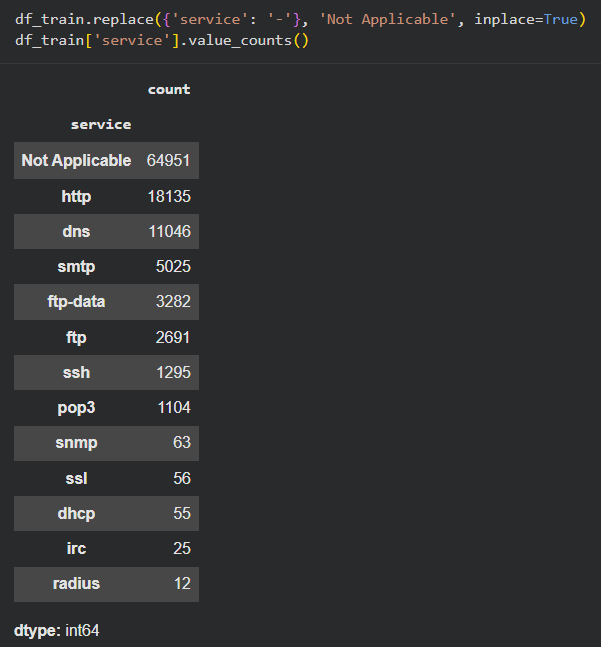 df_train.replace({'service': '-'}, 'Not Applicable', inplace=True)
df_train['service'].value_counts()
count
service
Not Applicable 64951
http 18135
dns 11046
smtp 5025
ftp-data 3282
ftp 2691
ssh 1295
pop3 1104
snmp 63
ssl 56
dhcp 55
irc 25
radius 12
dtype: int64